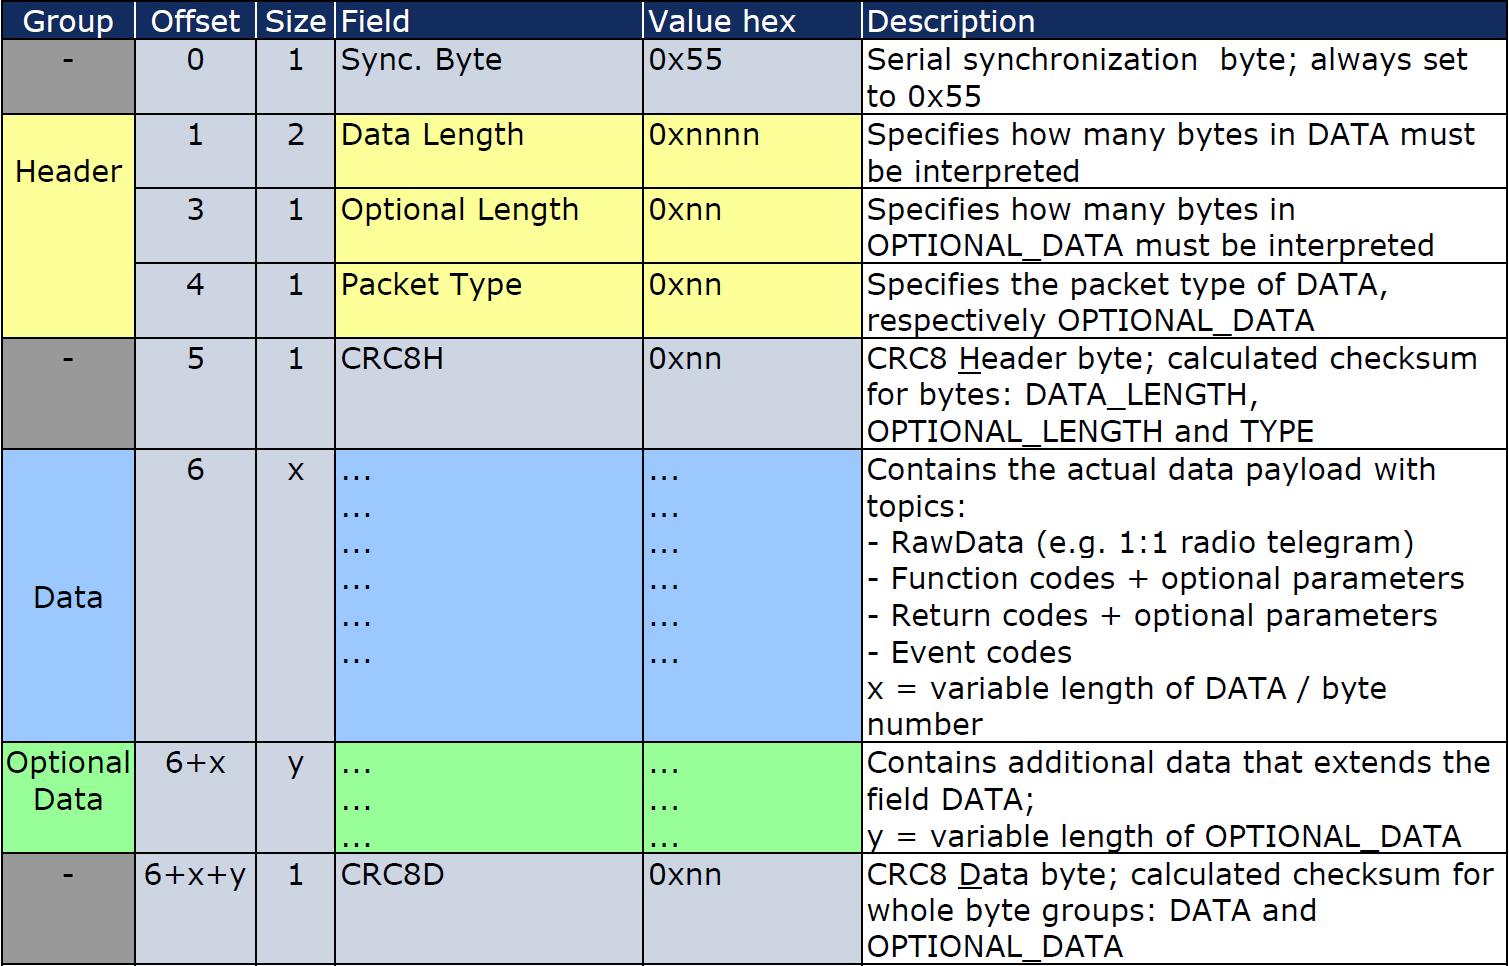 Group Offset Size Field Value hex Description
- 0 1 Sync. Byte 0x55 Serial synchronization  byte; always set
to 0x55
Header
1 2 Data Length 0xnnnn Specifies how many bytes in DATA must
be interpreted
3 1 Optional Length 0xnn Specifies how many bytes in
OPTIONAL_DATA must be interpreted
4 1 Packet Type 0xnn Specifies the packet type of DATA,
respectively OPTIONAL_DATA
- 5 1 CRC8H 0xnn CRC8 Header byte; calculated checksum
for bytes: DATA_LENGTH,
OPTIONAL_LENGTH and TYPE
Data
6 x ... ... Contains the actual data payload with
... ... topics:
... ... - RawData (e.g. 1:1 radio telegram)
... ... - Function codes + optional parameters
... ... - Return codes + optional parameters
... ... - Event codes
x = variable length of DATA / byte
number
Optional 6+x y ... ... Contains additional data that extends the
Data ... ... field DATA;
... ... y = variable length of OPTIONAL_DATA
- 6+x+y 1 CRC8D 0xnn CRC8 Data byte; calculated checksum for
whole byte groups: DATA and
OPTIONAL_DATA